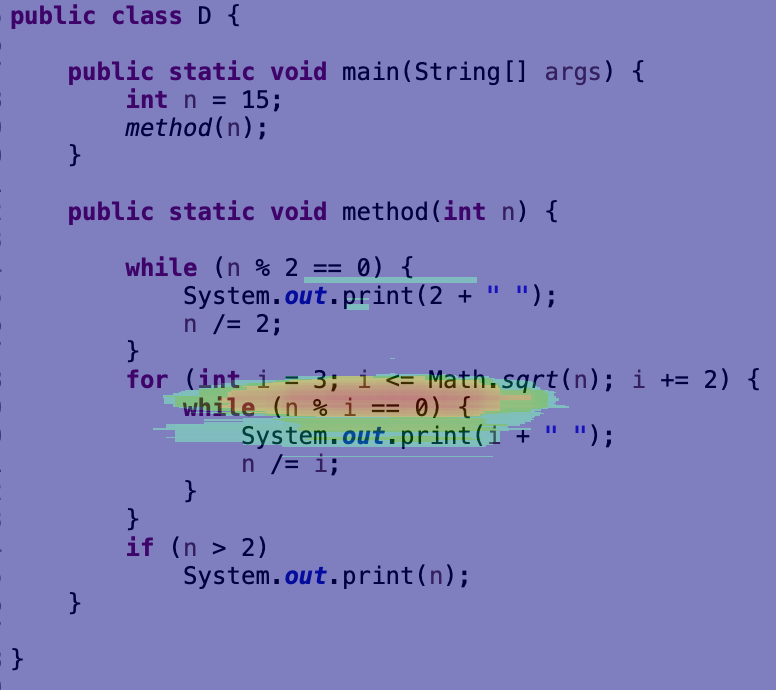 public class D {
public static void main(String[] args) {
int n = 15;
method(n);
}
public static void method(int n) {
while (n % 2 == 0) {
System.out.print(2 + " ");
n /= 2;
}
for (int i = 3; i <= Math.sqrt(n); i += 2) {
while (n % i == 0) {
System.out.print(i + " ");
n /= i;
}
}
if (n > 2)
System.out.print(n);
}
}